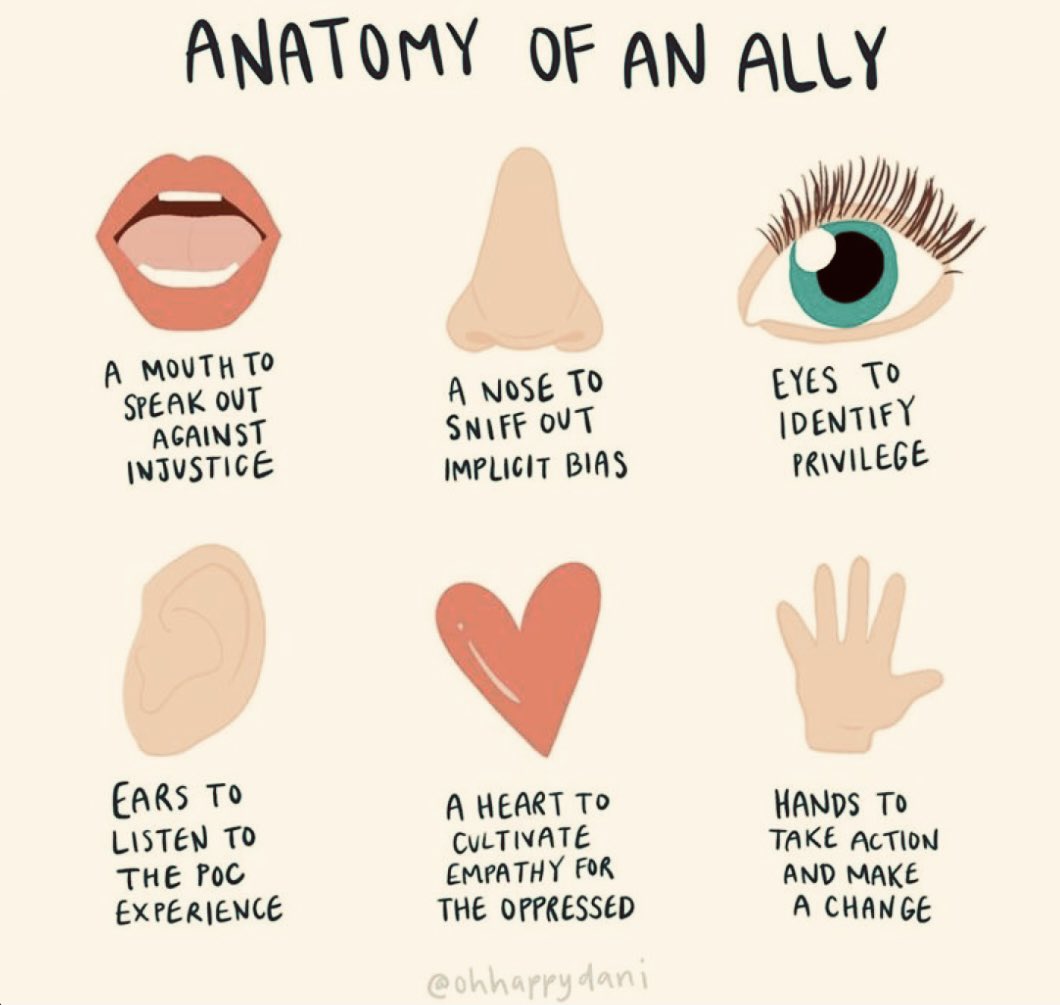 ANATOMY OF AN ALLY
A MOUTH TO
SPEAK OUT
AGAINST
INJUSTICE
A NOSE TO
SNIFF OUT
IMPLICIT BIAS
EYES TO
IDENTIFY
PRIVILEGE
EARS TO
LISTEN TO
THE POC
EXPERIENCE
A HEART TO
CULTIVATE
EMPATHY FOR
THE OPPRESSED
HANDS TO
TAKE ACTION
AND MAKE
A CHANGE
@ohhappydani